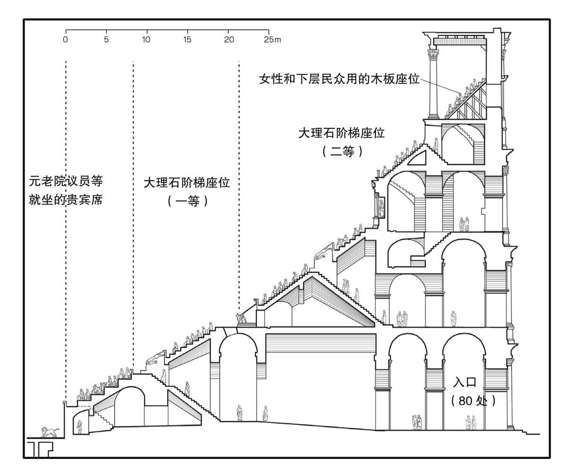 0 5 10 15 20 25m
女性和下层民众用的木板座位
大理石阶梯座位
（二等）
元老院议员等
就坐的贵宾席
大理石阶梯座位
（一等）
入口
（80 处）